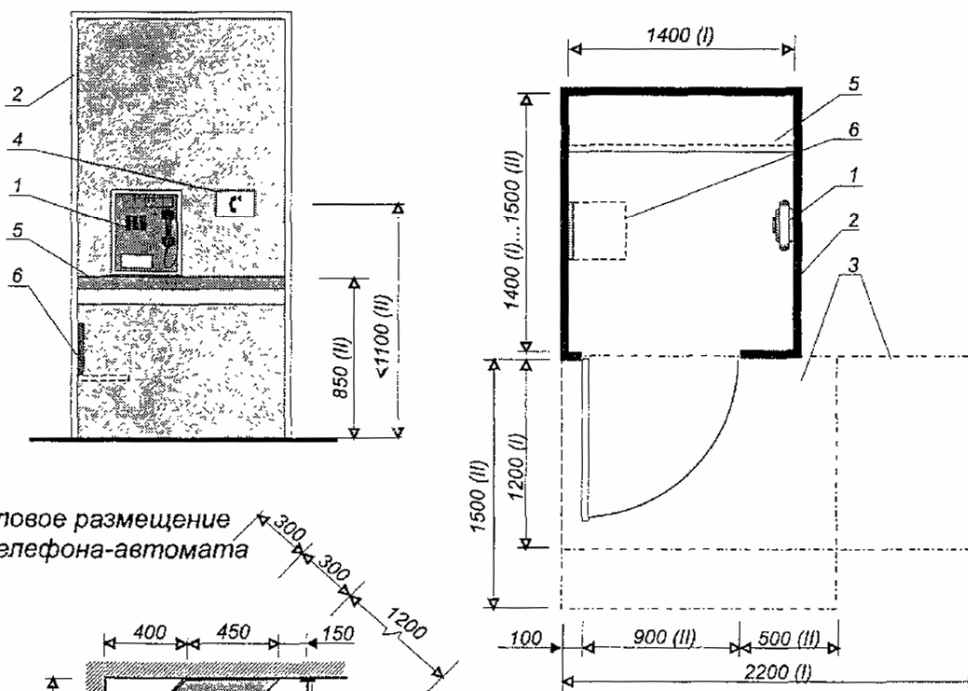 2
4
1
5
6
850 (II)
<1100 (II)
1400 (I)
1400 (I)...1500 (II)
5
6
1
2
3
1500 (II)
1200 (I)
100
900 (II)
500 (II)
2200 (I)
ловое размещение
елефона-автомата
300
300
1200
400
450
150